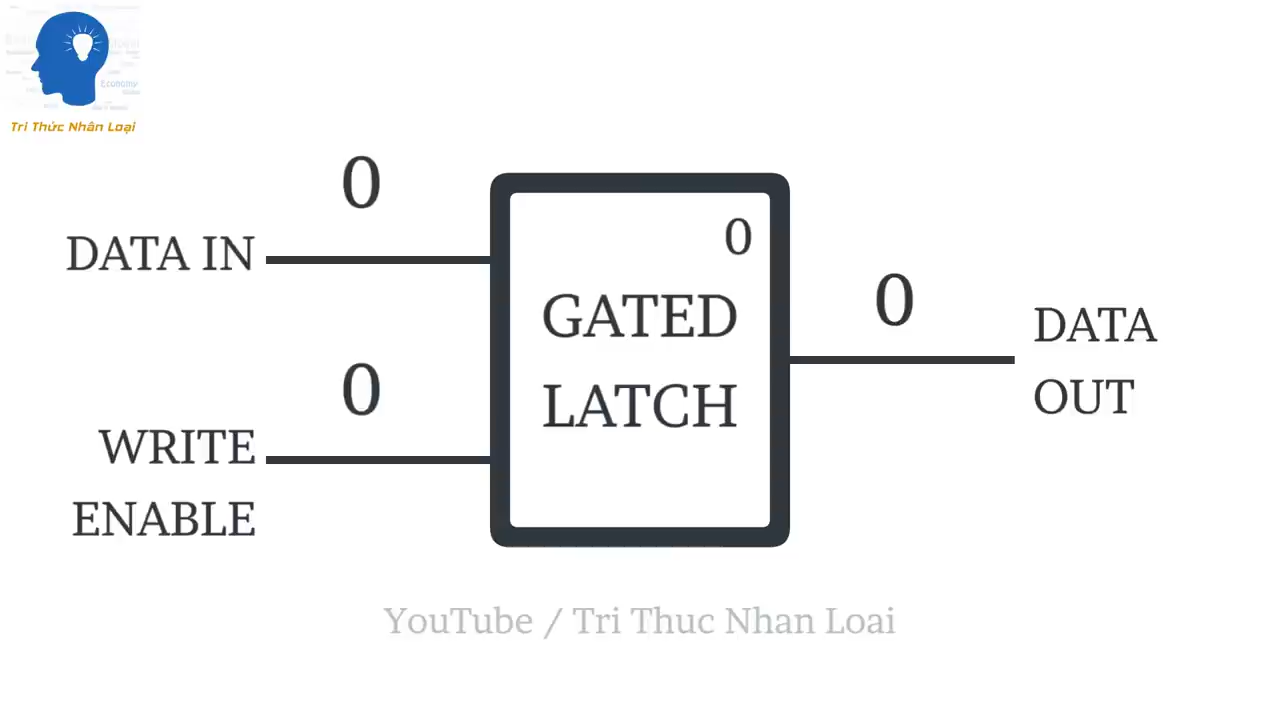 Tri Thức Nhân Loại
0
DATA IN
0
GATED
LATCH
0
DATA
OUT
0
WRITE
ENABLE
YouTube / Tri Thuc Nhan Loai